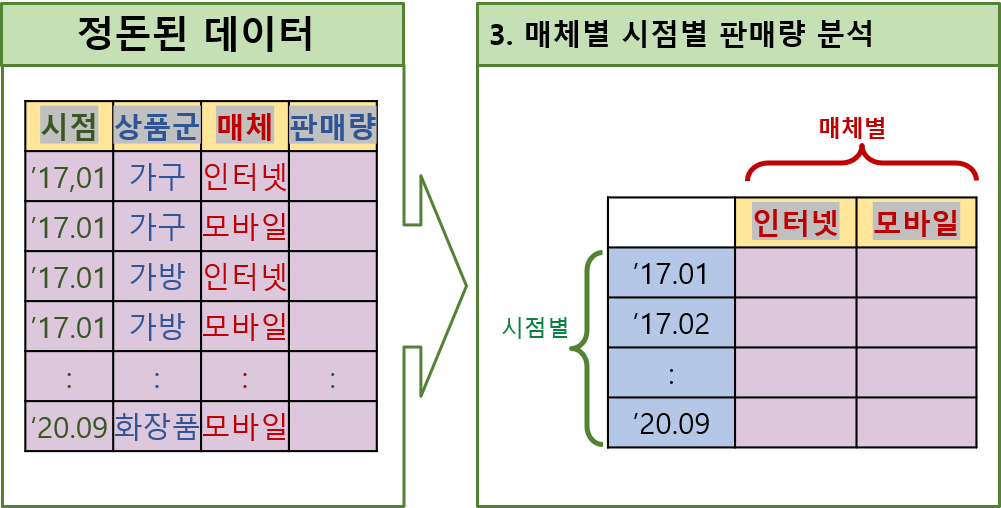 정돈된 데이터
시점 상품군 매체 판매량
’17,01 가구 인터넷
’17.01 가구 모바일
’17.01 가방 인터넷
’17.01 가방 모바일
: : : :
’20.09 화장품 모바일
3. 매체별 시점별 판매량 분석
매체별
인터넷 모바일
시점별
’17.01
’17.02
:
’20.09